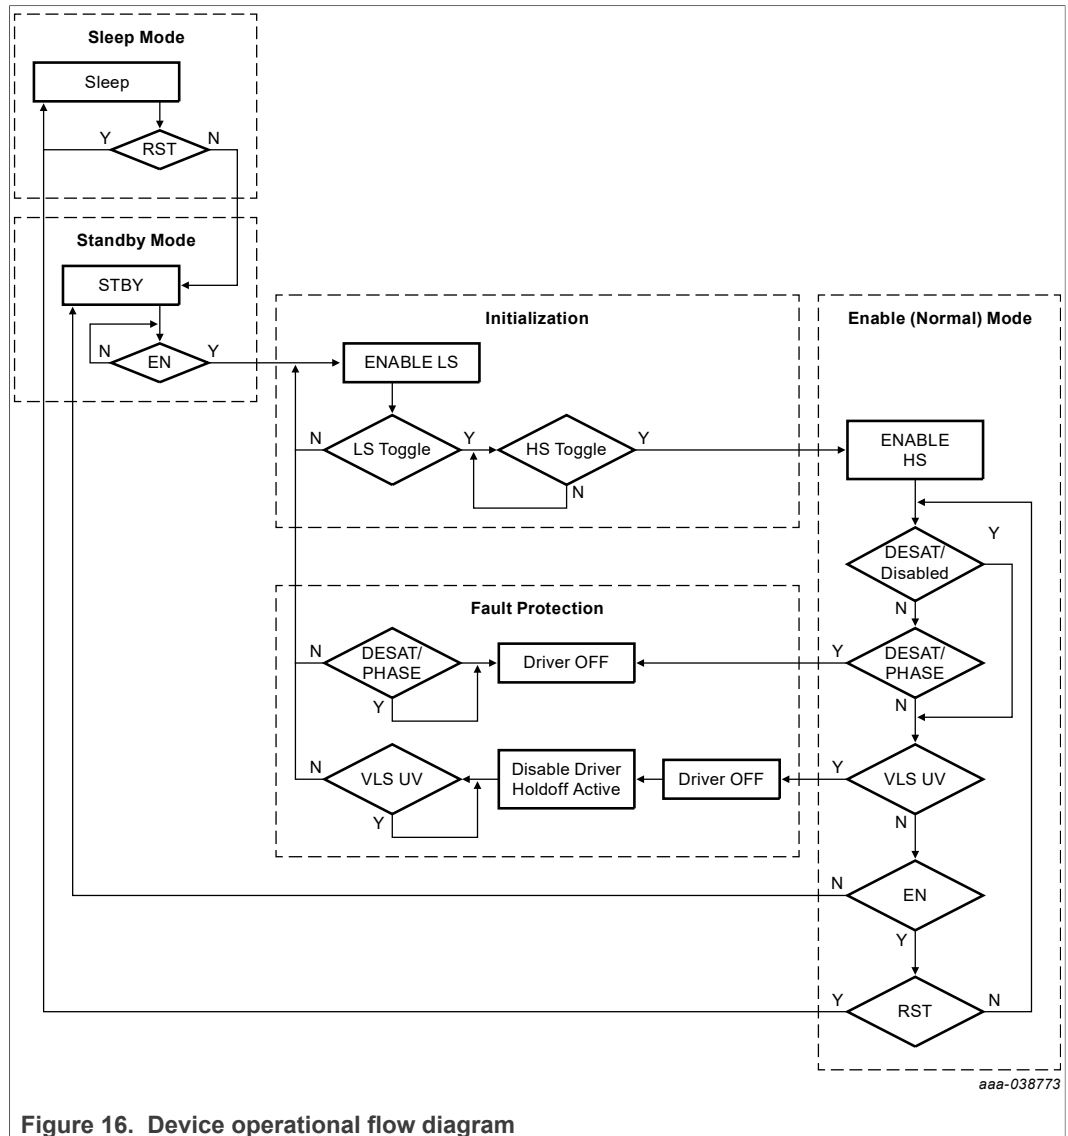 Sleep Mode
Sleep
Y
N
RST
Standby Mode
STBY
N
Y
EN
Initialization
ENABLE LS
N
LS Toggle
Y
HS Toggle
Y
N
Enable (Normal) Mode
ENABLE
HS
Y
DESAT/
Disabled
N
DESAT/
PHASE
Y
N
VLS UV
Y
N
EN
N
Y
RST
Y
N
Fault Protection
N
DESAT/
PHASE
Y
Driver OFF
N
VLS UV
Y
Disable Driver
Holdoff Active
Driver OFF
aaa-038773
Figure 16. Device operational flow diagram